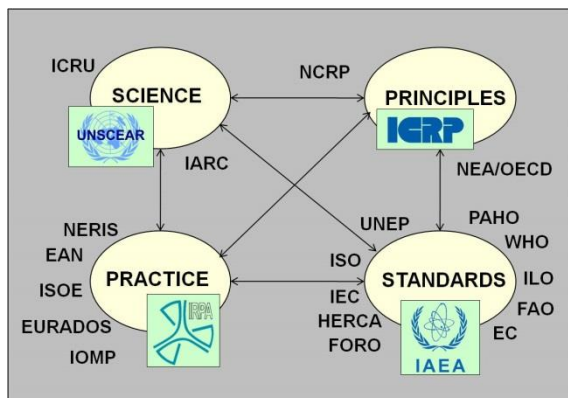 ICRU
SCIENCE
UNSCEAR
IARC
NCRP
PRINCIPLES
ICRP
NEA/OECD
NERIS
EAN
PRACTICE
ISOE
EURADOS
IOMP
IRPA
UNEP
PAHO
WHO
ISO
STANDARDS
ILO
IEC
HERCA
FORO
FAO
EC
IAEA